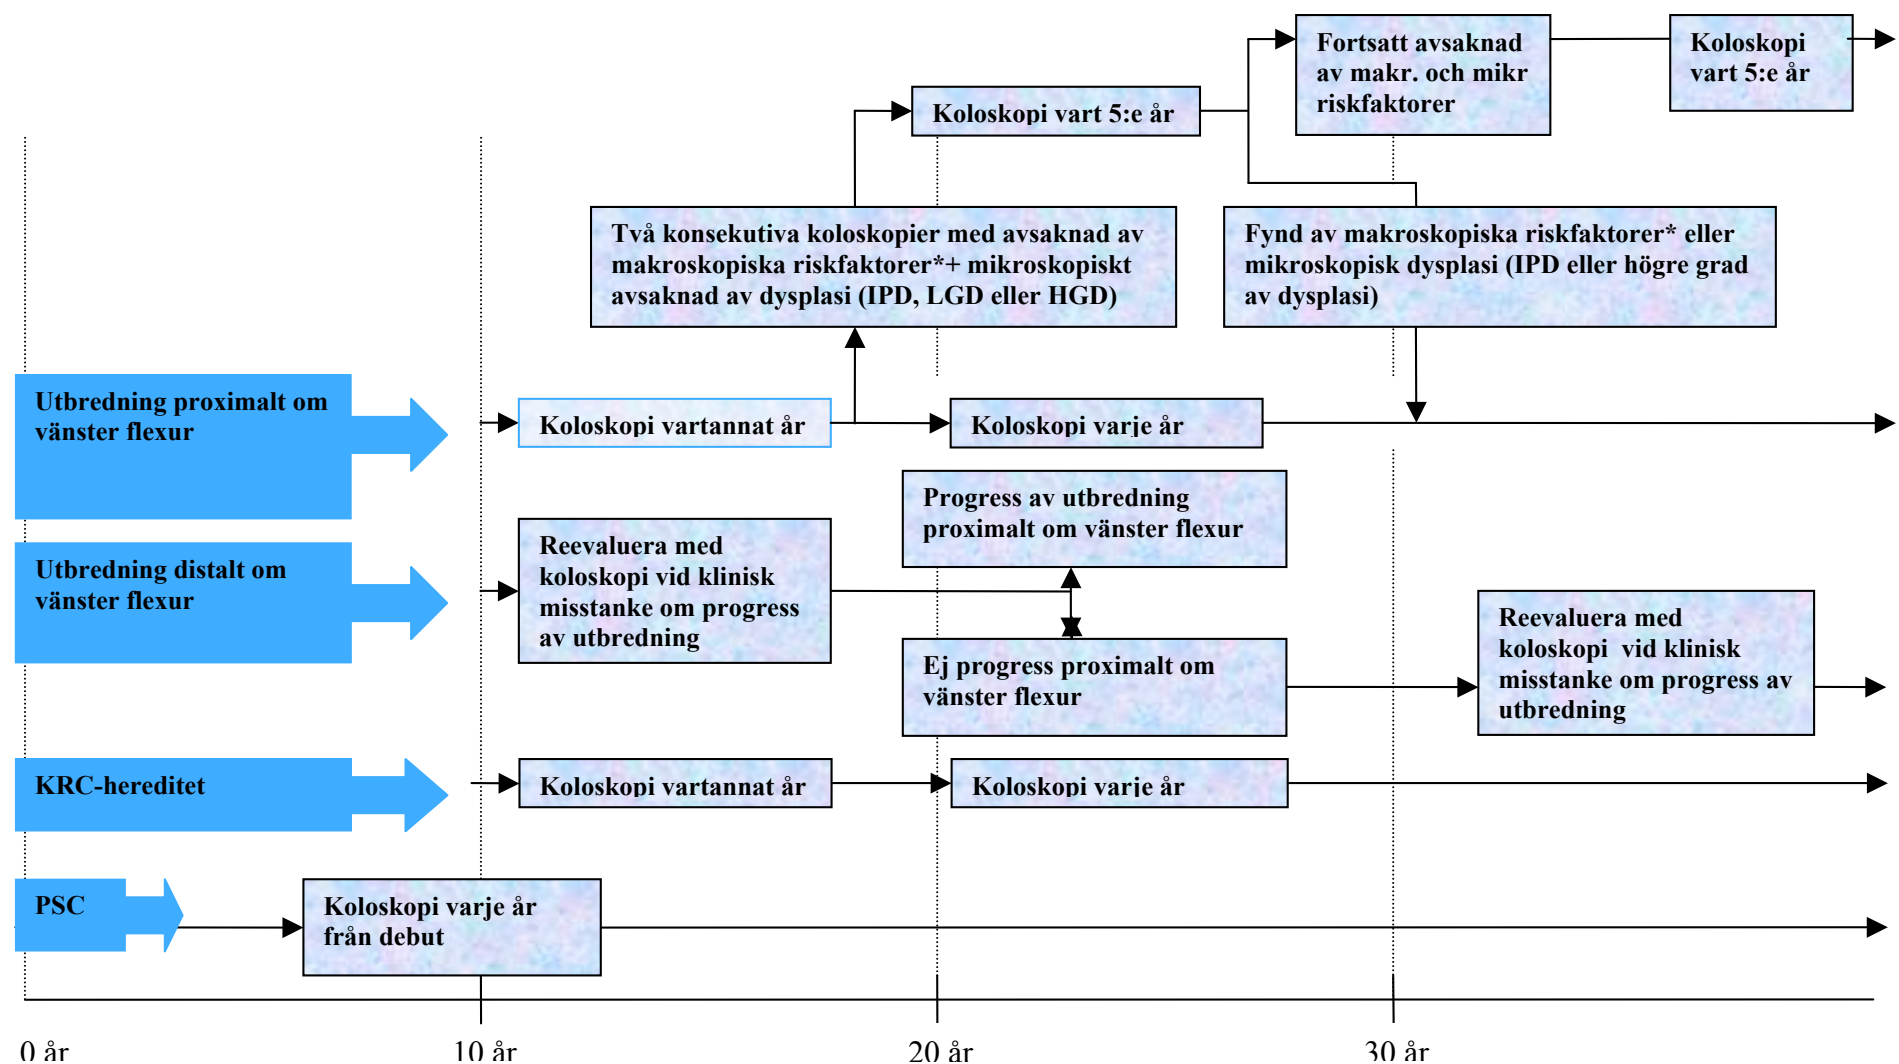 Fortsatt avsaknad
av makr. och mikr
riskfaktorer
Koloskopi
vart 5:e år
Koloskopi vart 5:e år
Två konsekutiva koloskopier med avsaknad av
makroskopiska riskfaktorer*+ mikroskopiskt
avsaknad av dysplasi (IPD, LGD eller HGD)
Fynd av makroskopiska riskfaktorer* eller
mikroskopisk dysplasi (IPD eller högre grad
av dysplasi)
Utbredning proximalt om
vänster flexur
Koloskopi vartannat år
Koloskopi varje år
Progress av utbredning
proximalt om vänster flexur
Utbredning distalt om
vänster flexur
Reevaluera med
koloskopi vid klinisk
misstanke om progress
av utbredning
Ej progress proximalt om
vänster flexur
Reevaluera med
koloskopi  vid klinisk
misstanke om progress av
utbredning
KRC-hereditet
Koloskopi vartannat år
Koloskopi varje år
PSC
Koloskopi varje år
från debut
0 år
10 år
20 år
30 år